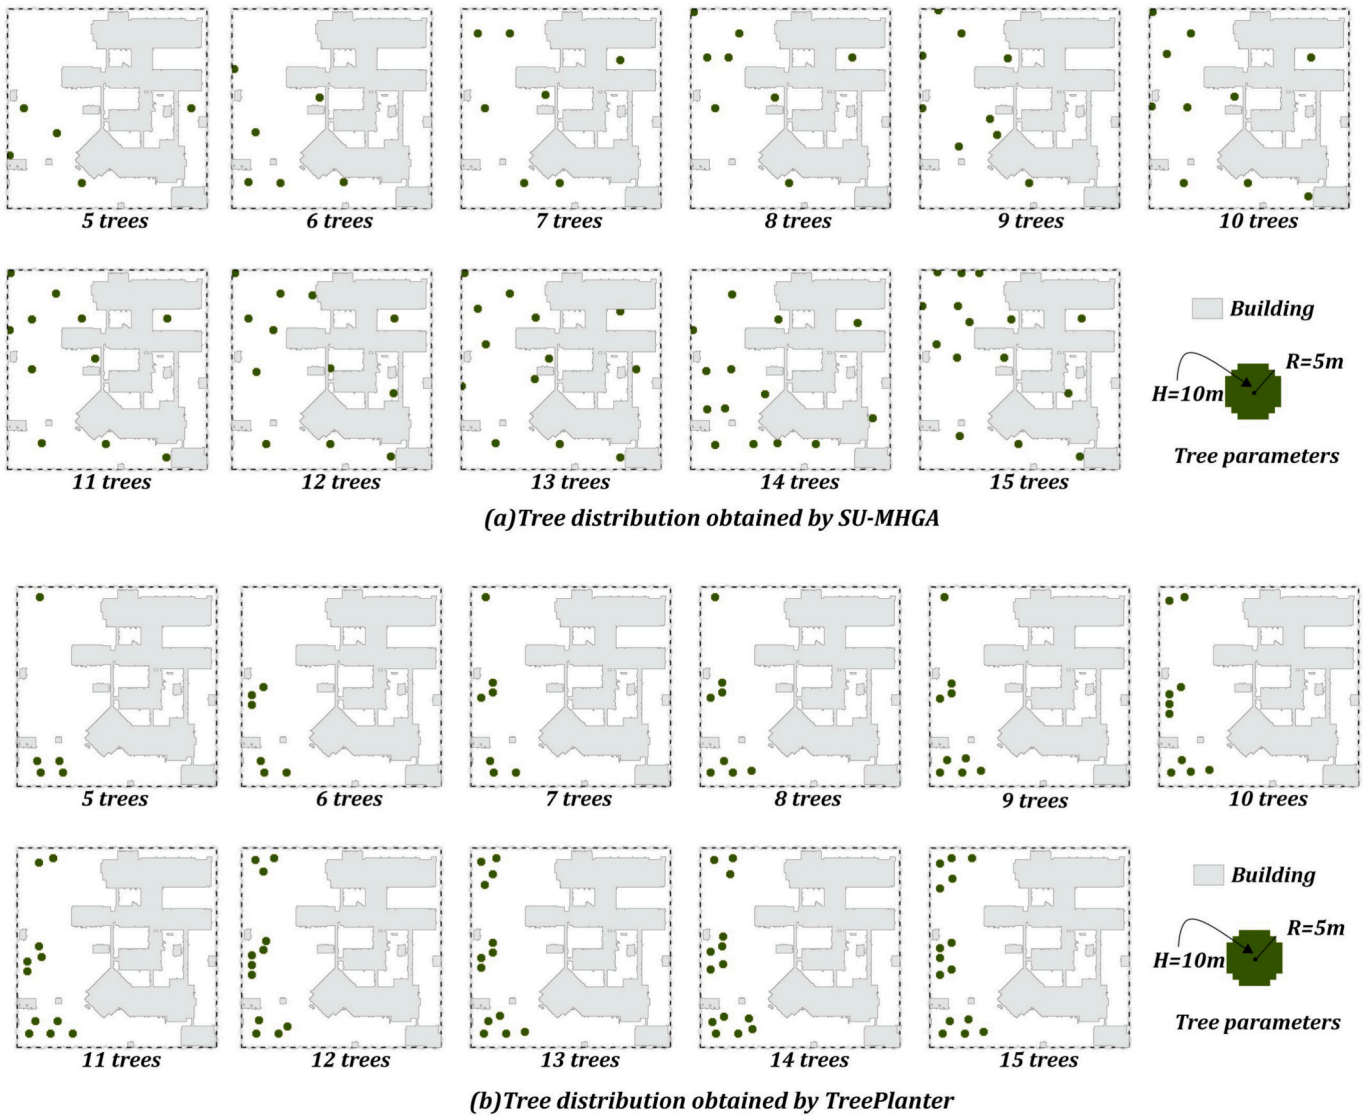 5 trees
6 trees
7 trees
8 trees
9 trees
10 trees
11 trees
12 trees
13 trees
14 trees
15 trees
Building
R=5m
H=10m
Tree parameters
(a)Tree distribution obtained by SU-MHGA
5 trees
6 trees
7 trees
8 trees
9 trees
10 trees
11 trees
12 trees
13 trees
14 trees
15 trees
Building
R=5m
H=10m
Tree parameters
(b)Tree distribution obtained by TreePlanter